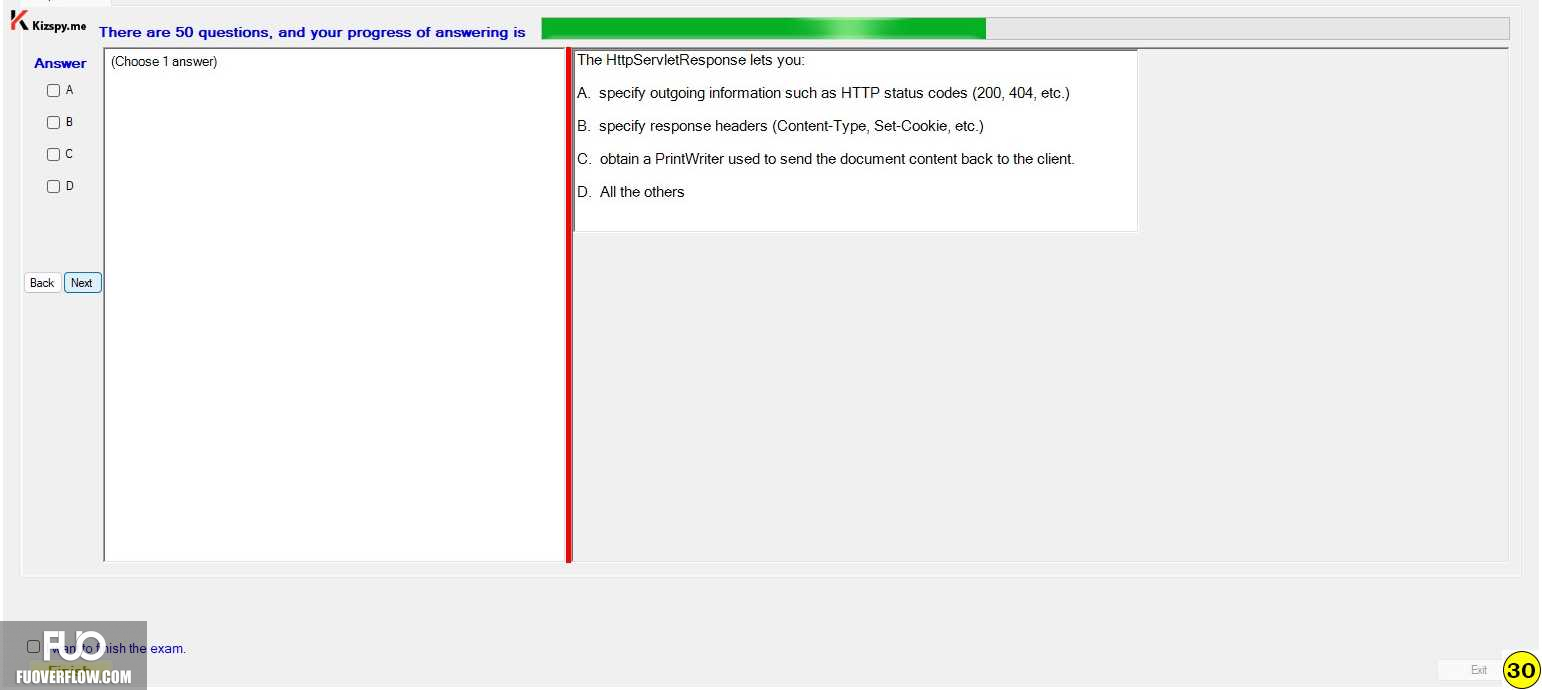 Kizspy.me
There are 50 questions, and your progress of answering is
Answer
(Choose 1 answer)
A
B
C
D
Back
Next
The HttpServletResponse lets you:
A. specify outgoing information such as HTTP status codes (200, 404, etc.)
B. specify response headers (Content-Type, Set-Cookie, etc.)
C. obtain a PrintWriter used to send the document content back to the client.
D. All the others
FUO
want to finish the exam.
Finish
FUOVERFLOW.COM
Exit
30